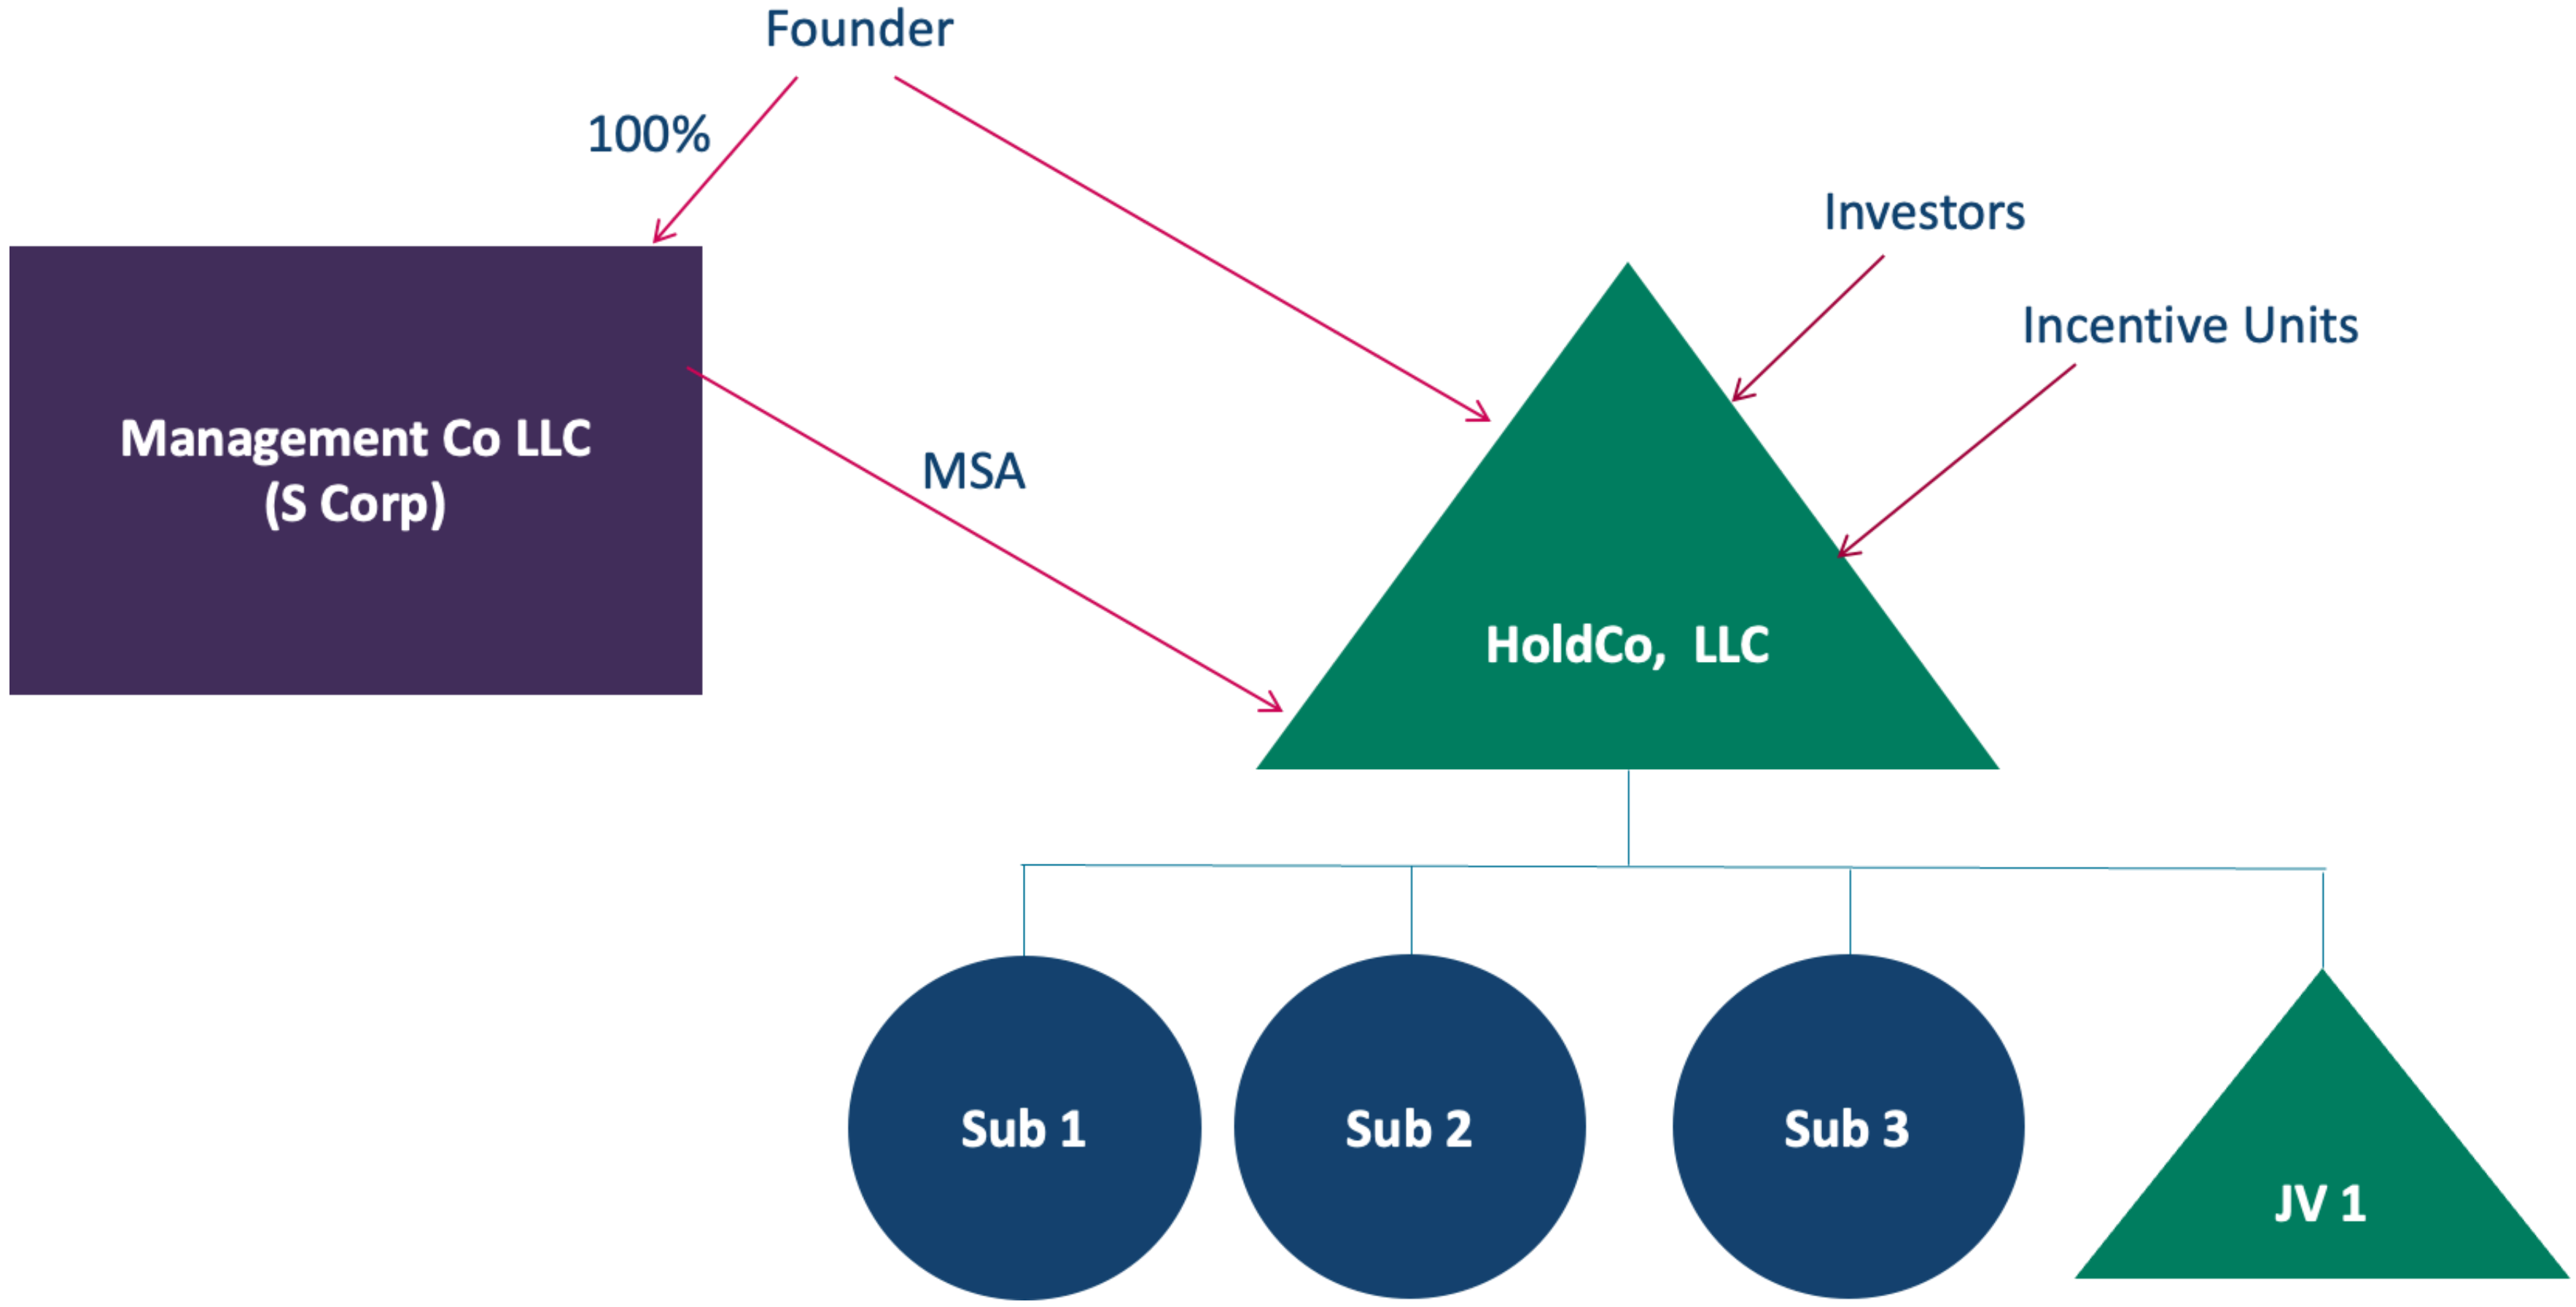 Founder
100%
Investors
Incentive Units
Management Co LLC
(S Corp)
MSA
HoldCo, LLC
Sub 1
Sub 2
Sub 3
JV 1